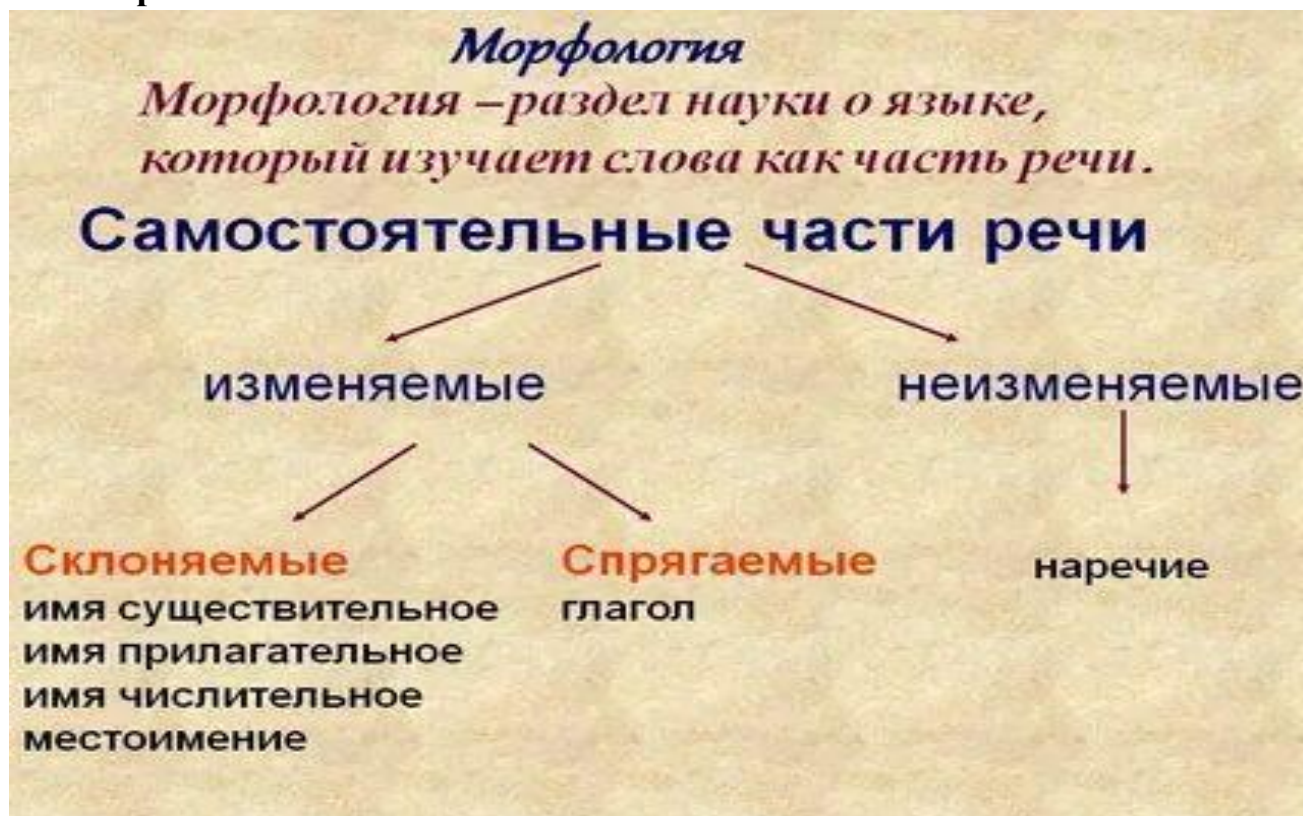 Морфология
Морфология – раздел науки о языке,
который изучает слова как часть речи.
Самостоятельные части речи
изменяемые неизменяемые
Склоняемые Спрягаемые наречие
имя существительное глагол
имя прилагательное
имя числительное
местоимение